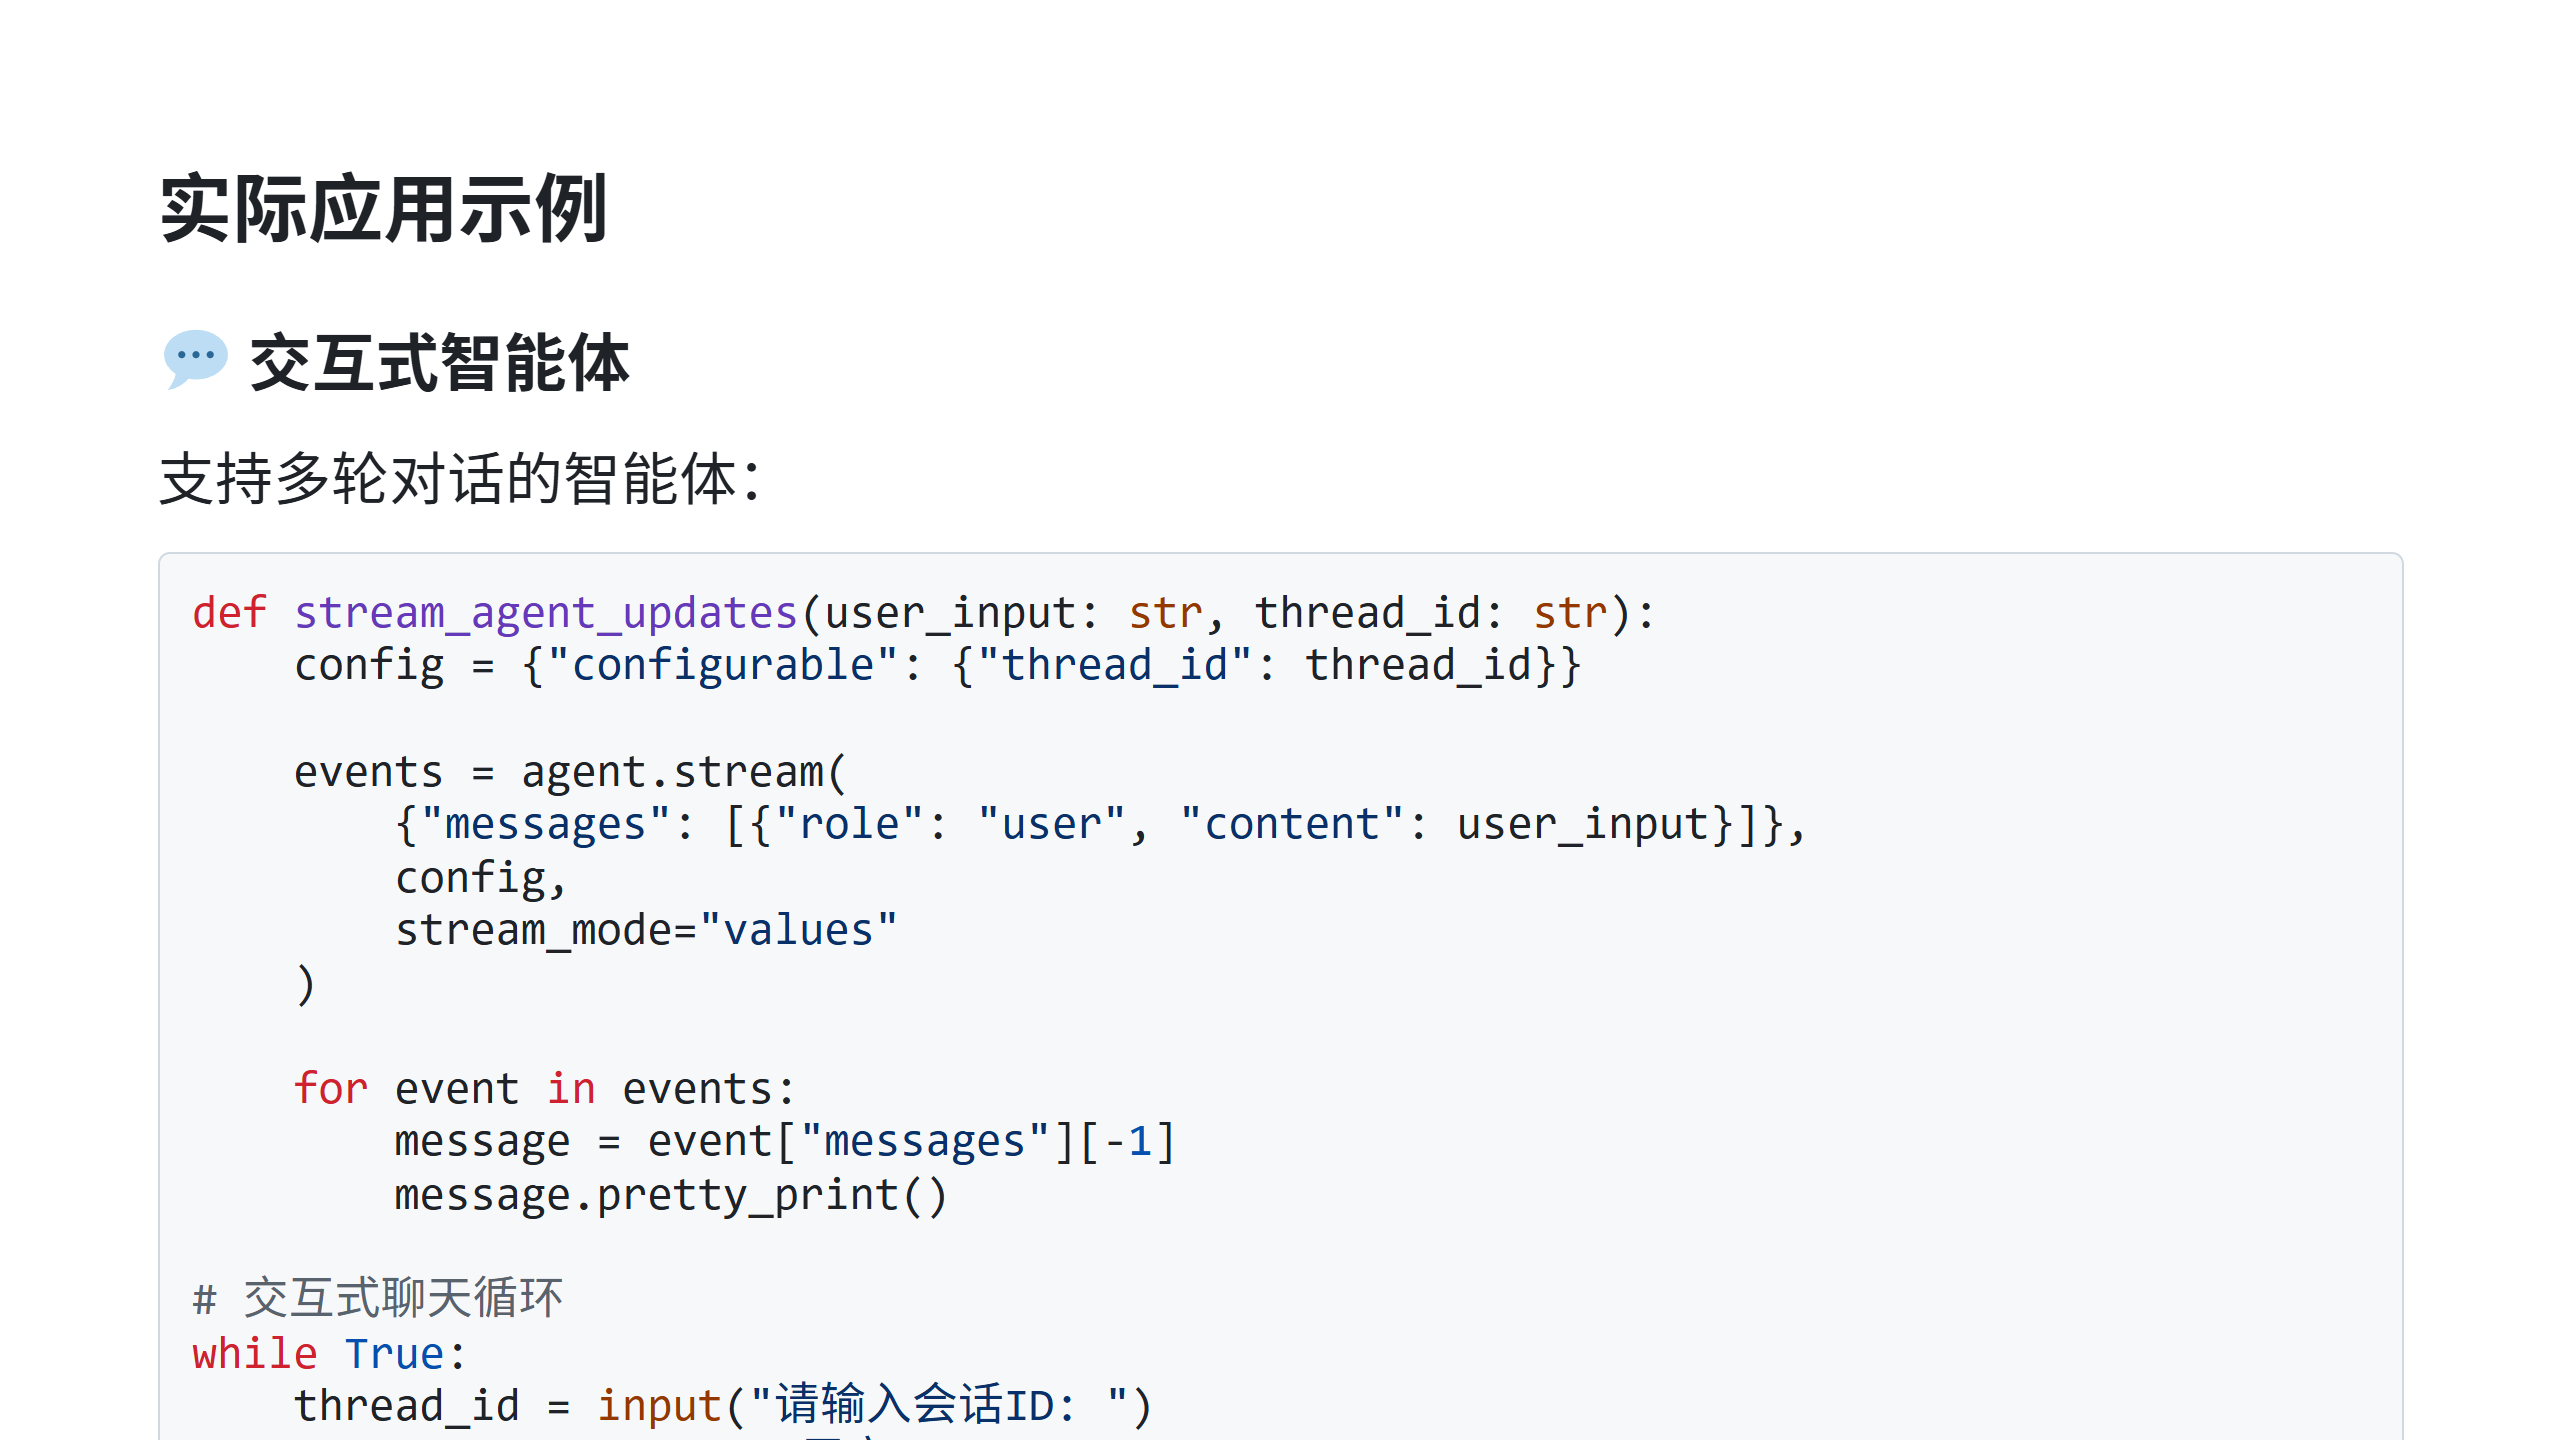 实际应用示例
交互式智能体
支持多轮对话的智能体：
def stream_agent_updates(user_input: str, thread_id: str):
    config = {"configurable": {"thread_id": thread_id}}

    events = agent.stream(
        {"messages": [{"role": "user", "content": user_input}]},
        config,
        stream_mode="values"
    )

    for event in events:
        message = event["messages"][-1]
        message.pretty_print()

# 交互式聊天循环
while True:
    thread_id = input("请输入会话ID: ")